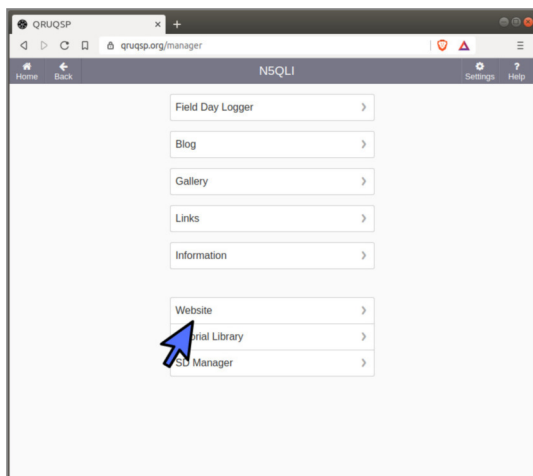 QRUQSP
qruqsp.org/manager
Home Back N5QLI Settings Help
Field Day Logger
Blog
Gallery
Links
Information
Website
Library
SD Manager